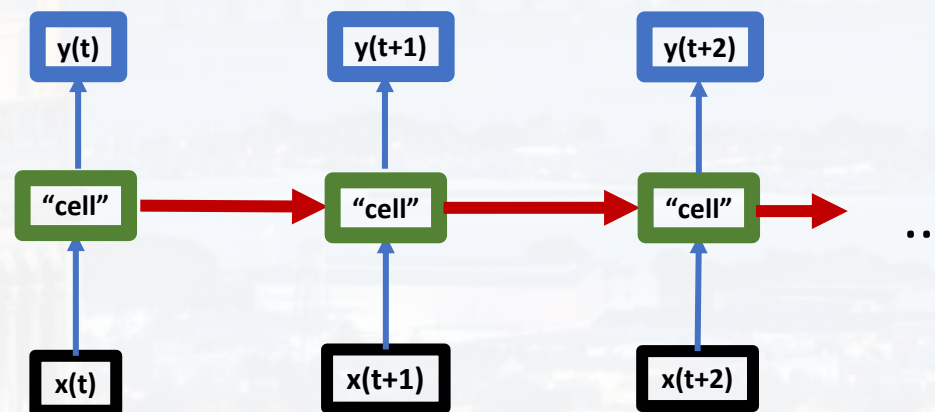 y(t) y(t+1) y(t+2)
“cell” “cell” “cell” ..
x(t) x(t+1) x(t+2)